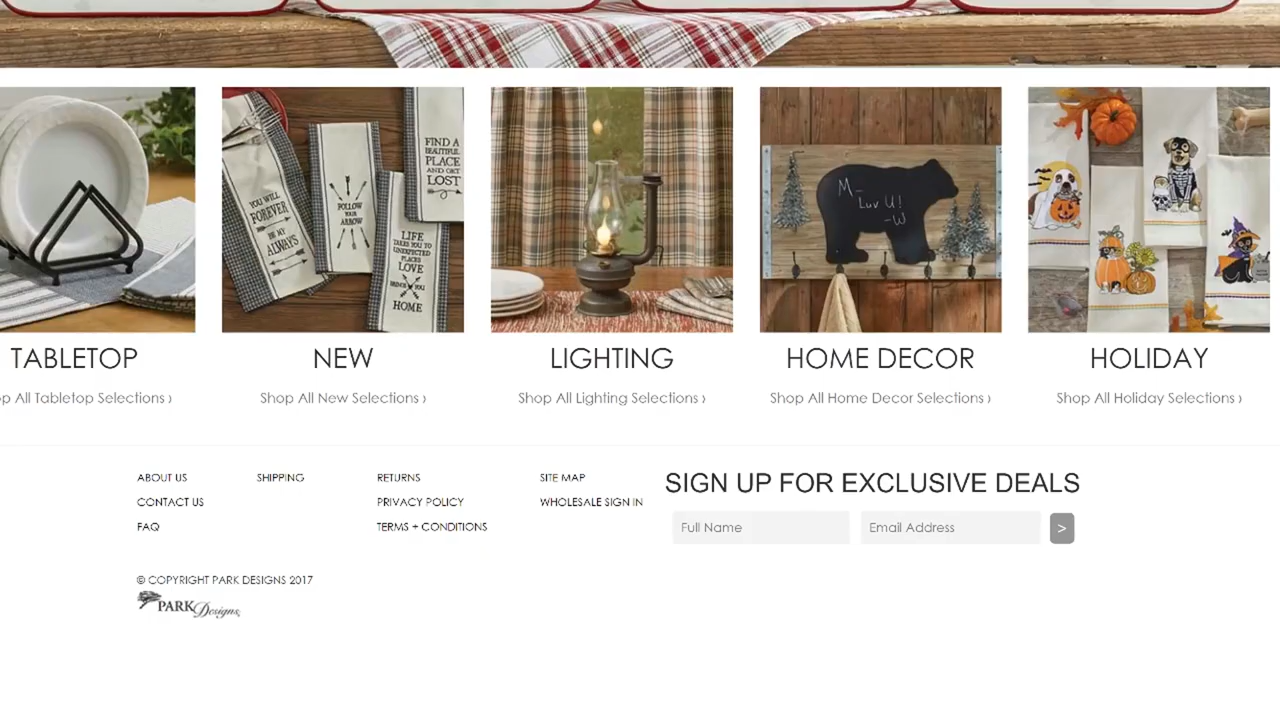 YOU WILL
FOREVER
BE MY
ALWAYS
FOLLOW
YOUR
ARROW
FIND A
BEAUTIFUL
PLACE
AND GET
LOST
LIFE
TAKES YOU TO
UNEXPECTED
PLACES
LOVE
BRINGS YOU
HOME
M-
Luv U!
-W
TABLETOP
NEW
LIGHTING
HOME DECOR
HOLIDAY
op All Tabletop Selections ›
Shop All New Selections ›
Shop All Lighting Selections ›
Shop All Home Decor Selections ›
Shop All Holiday Selections ›
ABOUT US
SHIPPING
RETURNS
SITE MAP
CONTACT US
PRIVACY POLICY
WHOLESALE SIGN IN
FAQ
TERMS + CONDITIONS
SIGN UP FOR EXCLUSIVE DEALS
Full Name
Email Address
>
© COPYRIGHT PARK DESIGNS 2017
PARK Designs